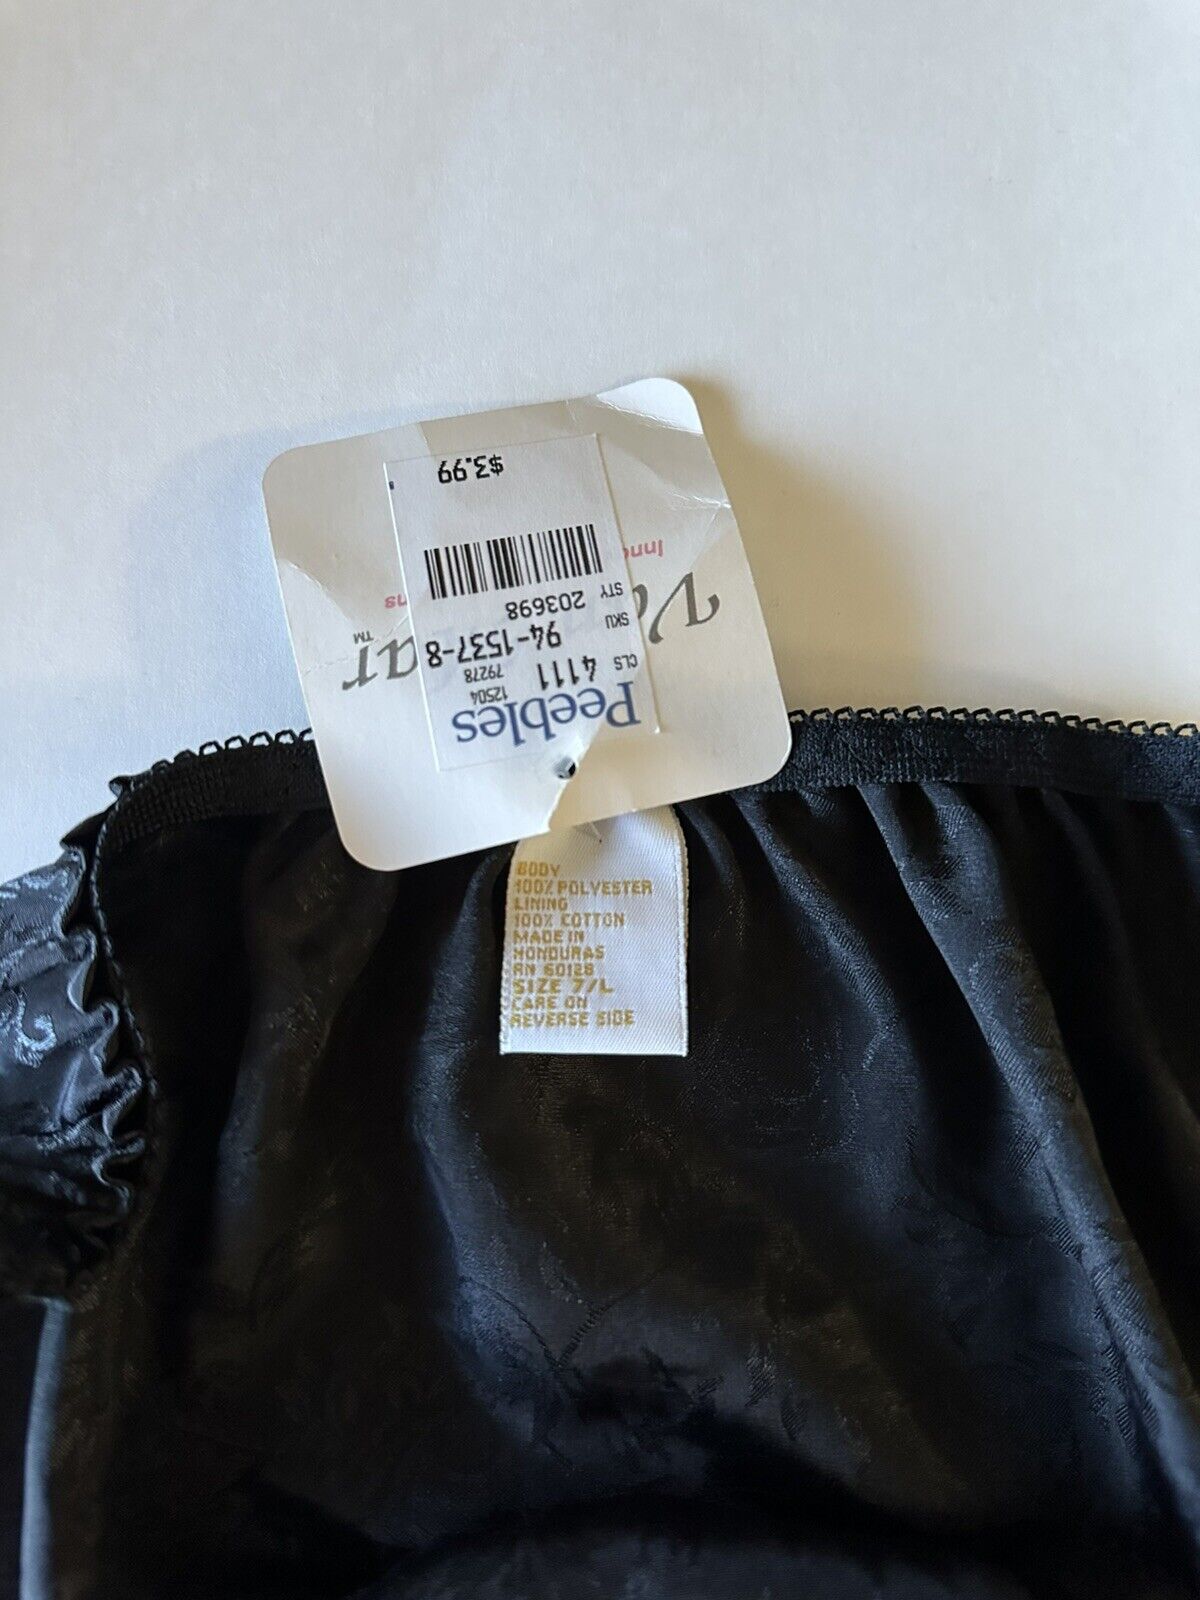 Peebles
12504
CLS 4111 79278
SKU 94-1537-8
STY 203698
$3.99
ar™
BODY
100% POLYESTER
LINING
100% COTTON
MADE IN
HONDURAS
RN 60128
SIZE 7/L
CARE ON
REVERSE SIDE